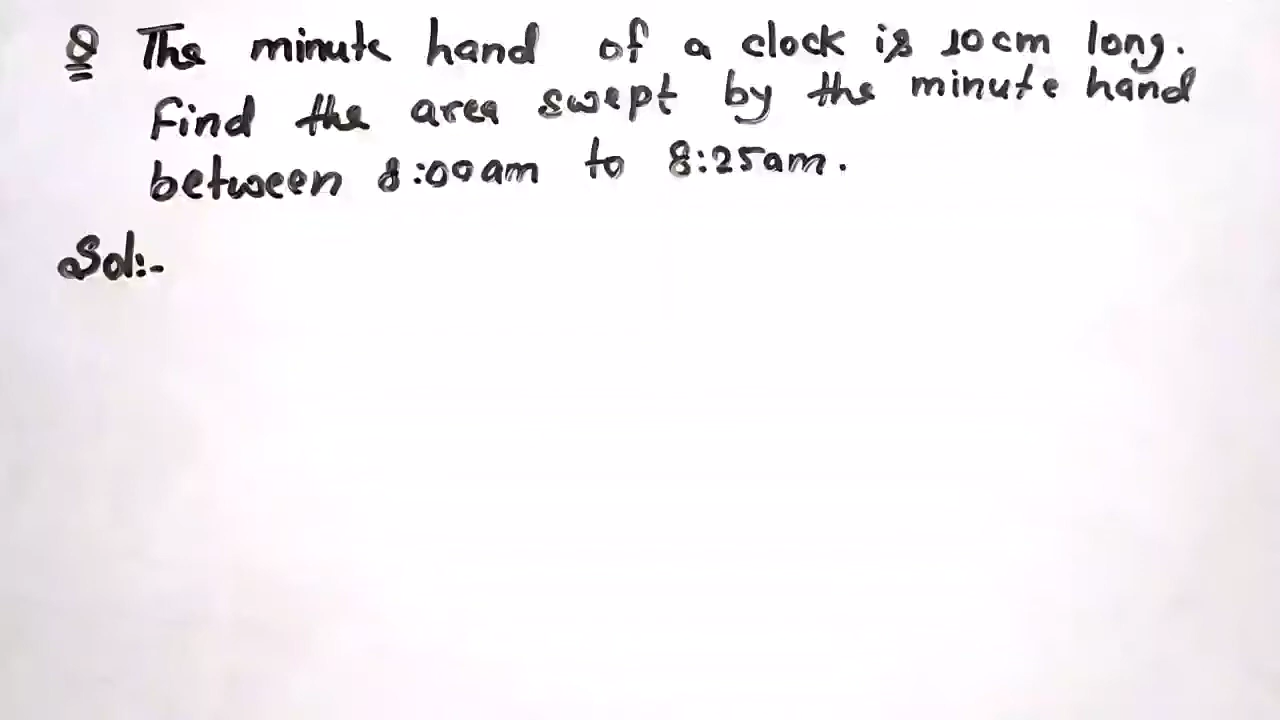 Q The minute hand of a clock is 10cm long.
Find the area swept by the minute hand
between 8:00am to 8:25am.
Sol:-